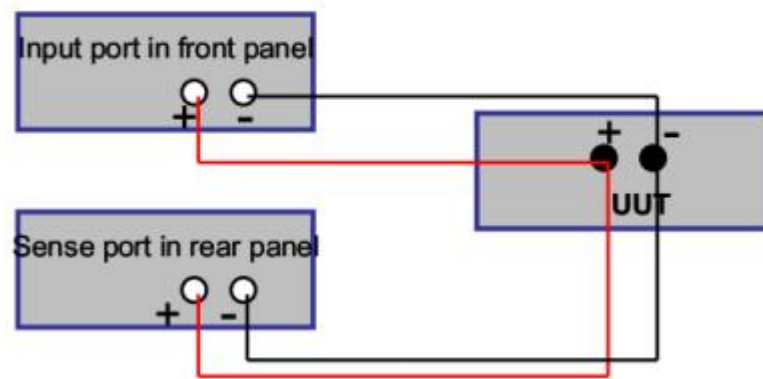 Input port in front panel
+ -
+ -
UUT
Sense port in rear panel
+ -